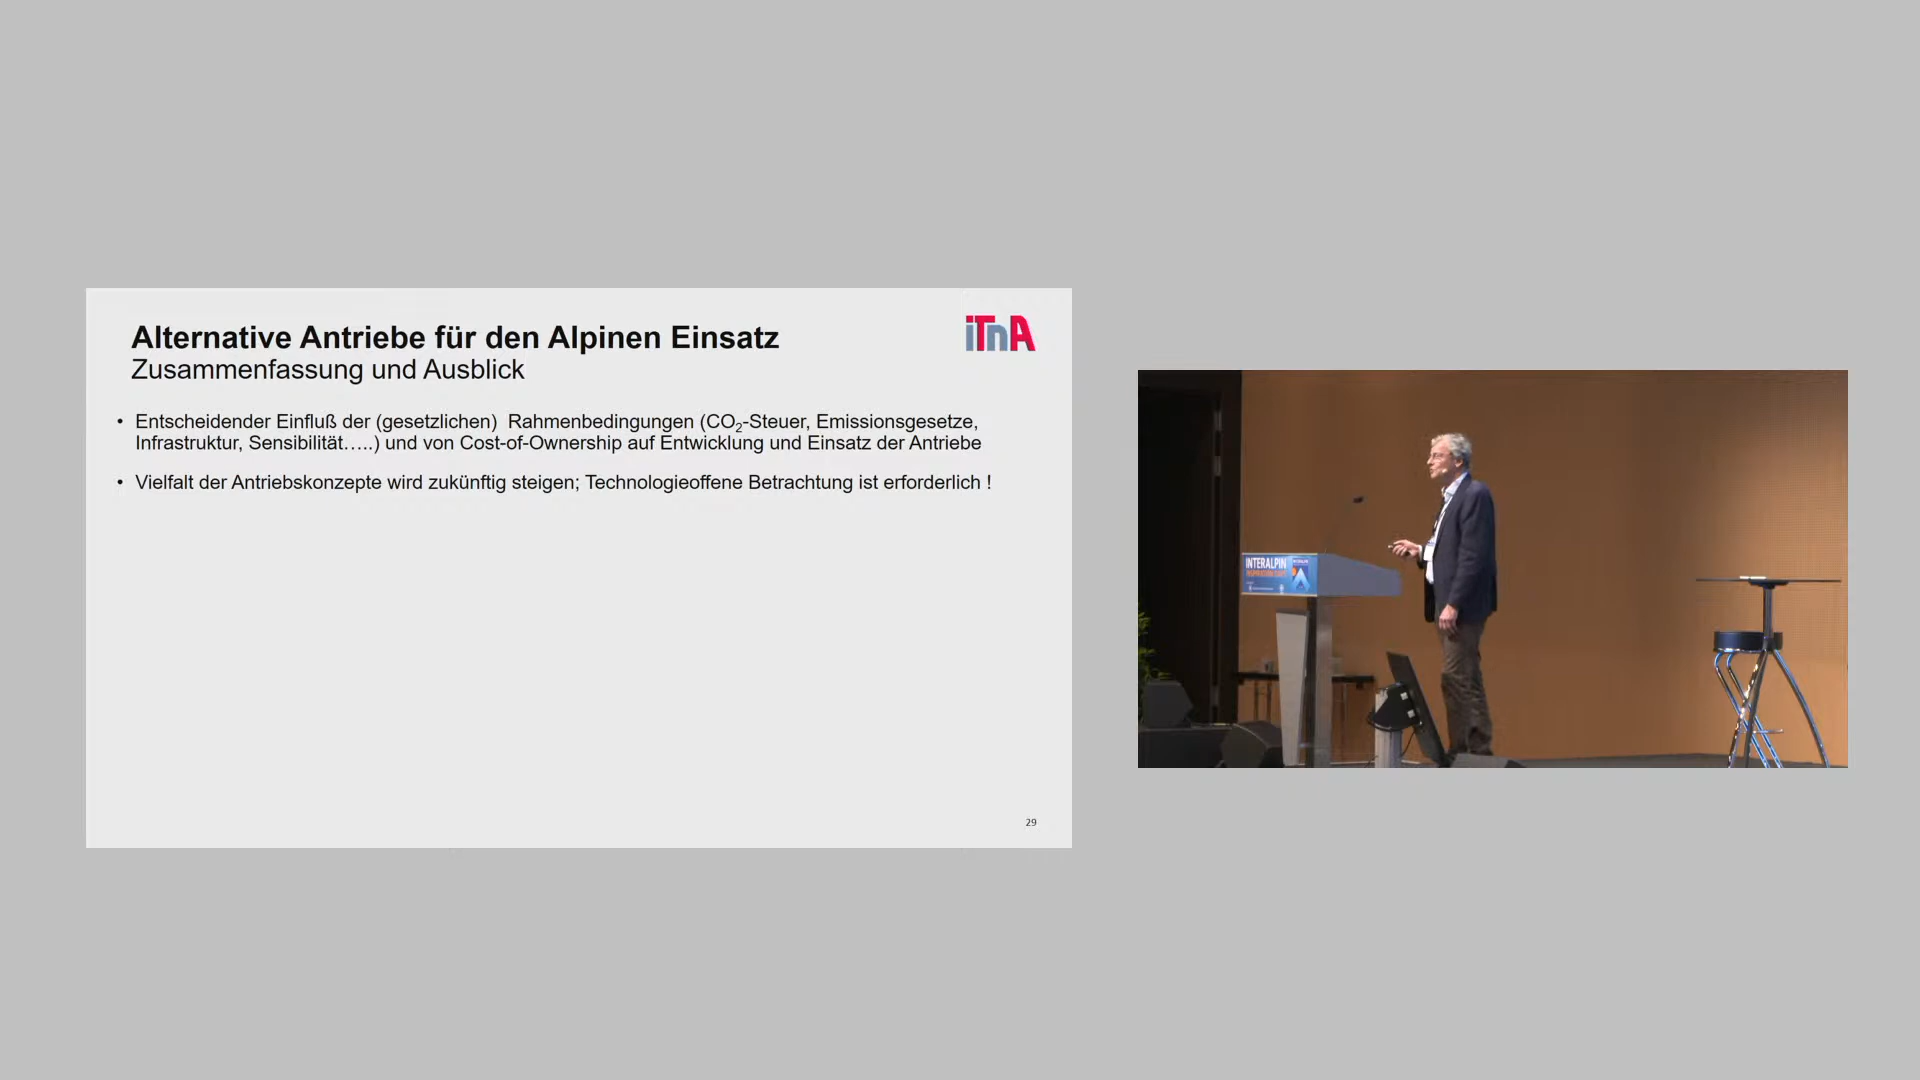 Alternative Antriebe für den Alpinen Einsatz
Zusammenfassung und Ausblick
iTnA
• Entscheidender Einfluß der (gesetzlichen)  Rahmenbedingungen (CO₂-Steuer, Emissionsgesetze,
Infrastruktur, Sensibilität…..) und von Cost-of-Ownership auf Entwicklung und Einsatz der Antriebe
• Vielfalt der Antriebskonzepte wird zukünftig steigen; Technologieoffene Betrachtung ist erforderlich !
29
INTERALPIN